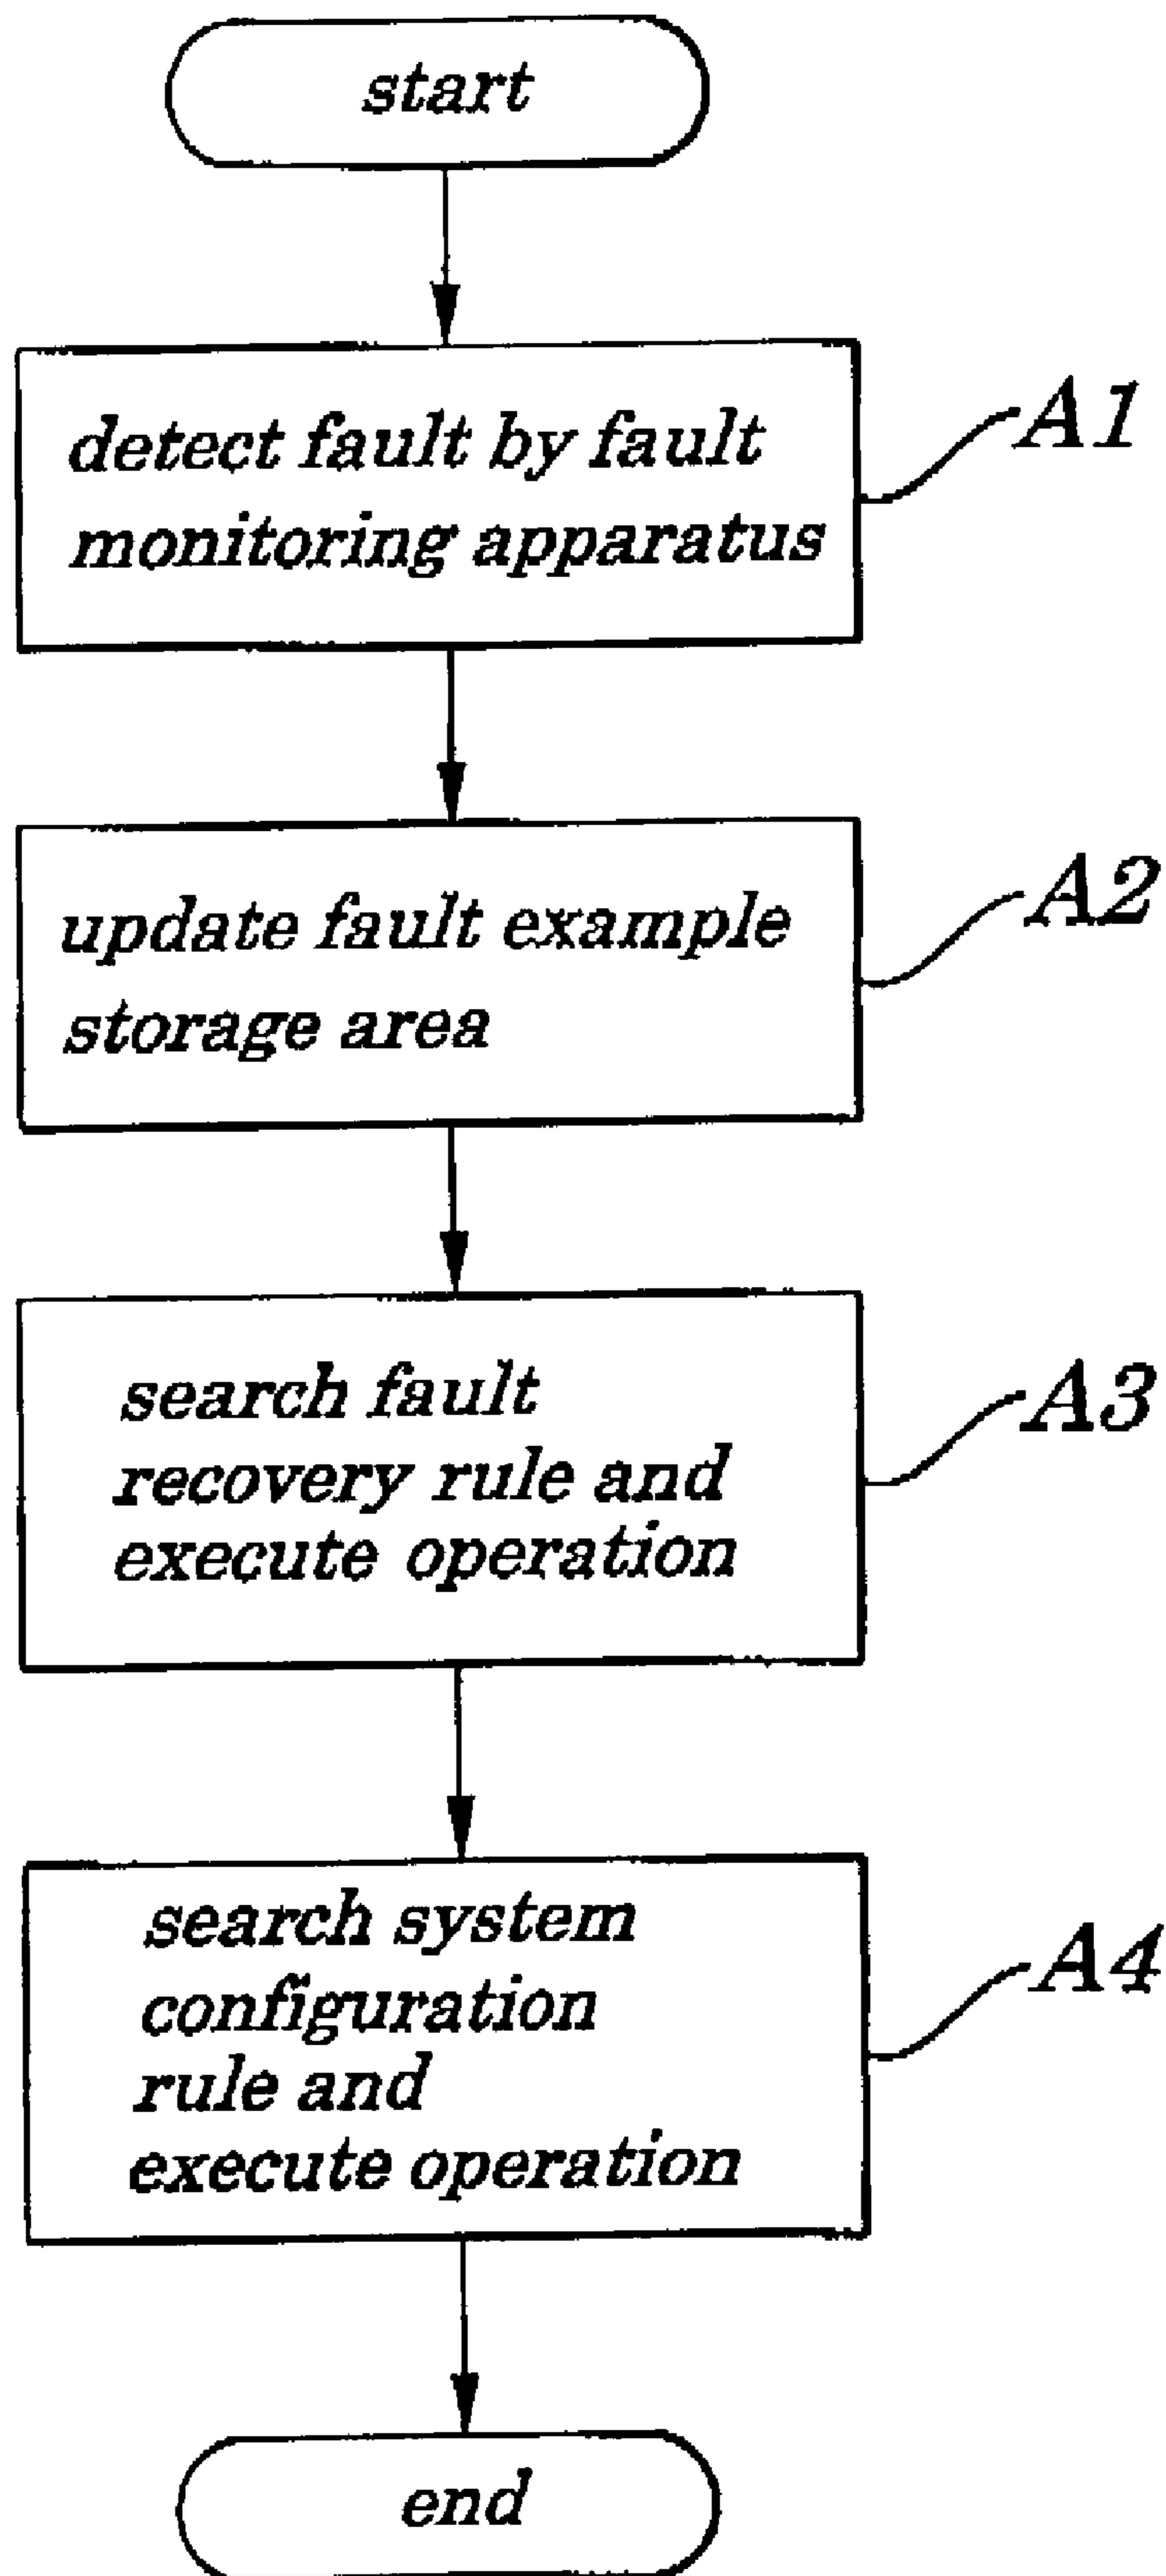 start
detect fault by fault
monitoring apparatus
A1
update fault example
storage area
A2
search fault
recovery rule and
execute operation
A3
search system
configuration
rule and
execute operation
A4
end